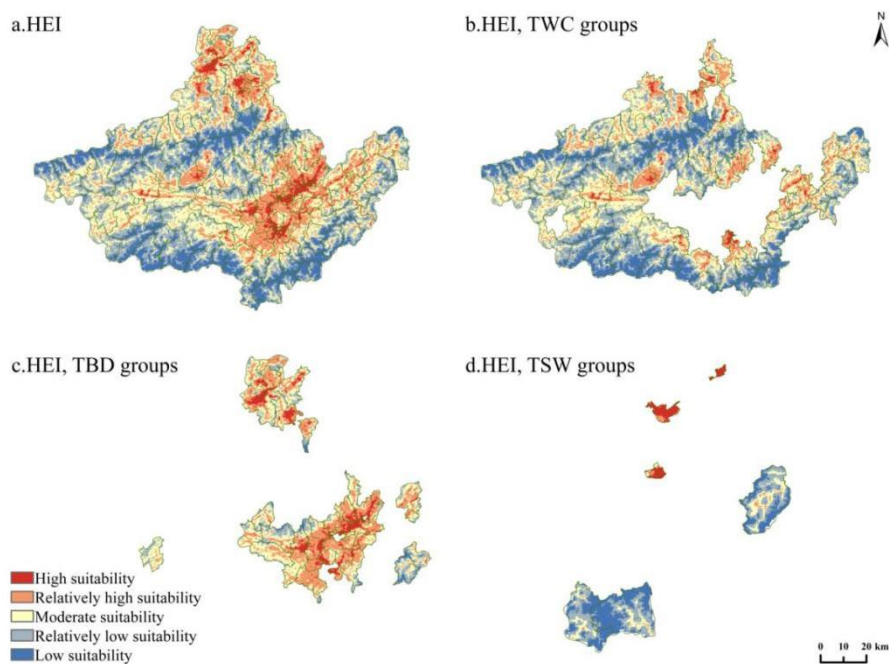 a.HEI
b.HEI, TWC groups
N
c.HEI, TBD groups
d.HEI, TSW groups
High suitability
Relatively high suitability
Moderate suitability
Relatively low suitability
Low suitability
0 10 20 km